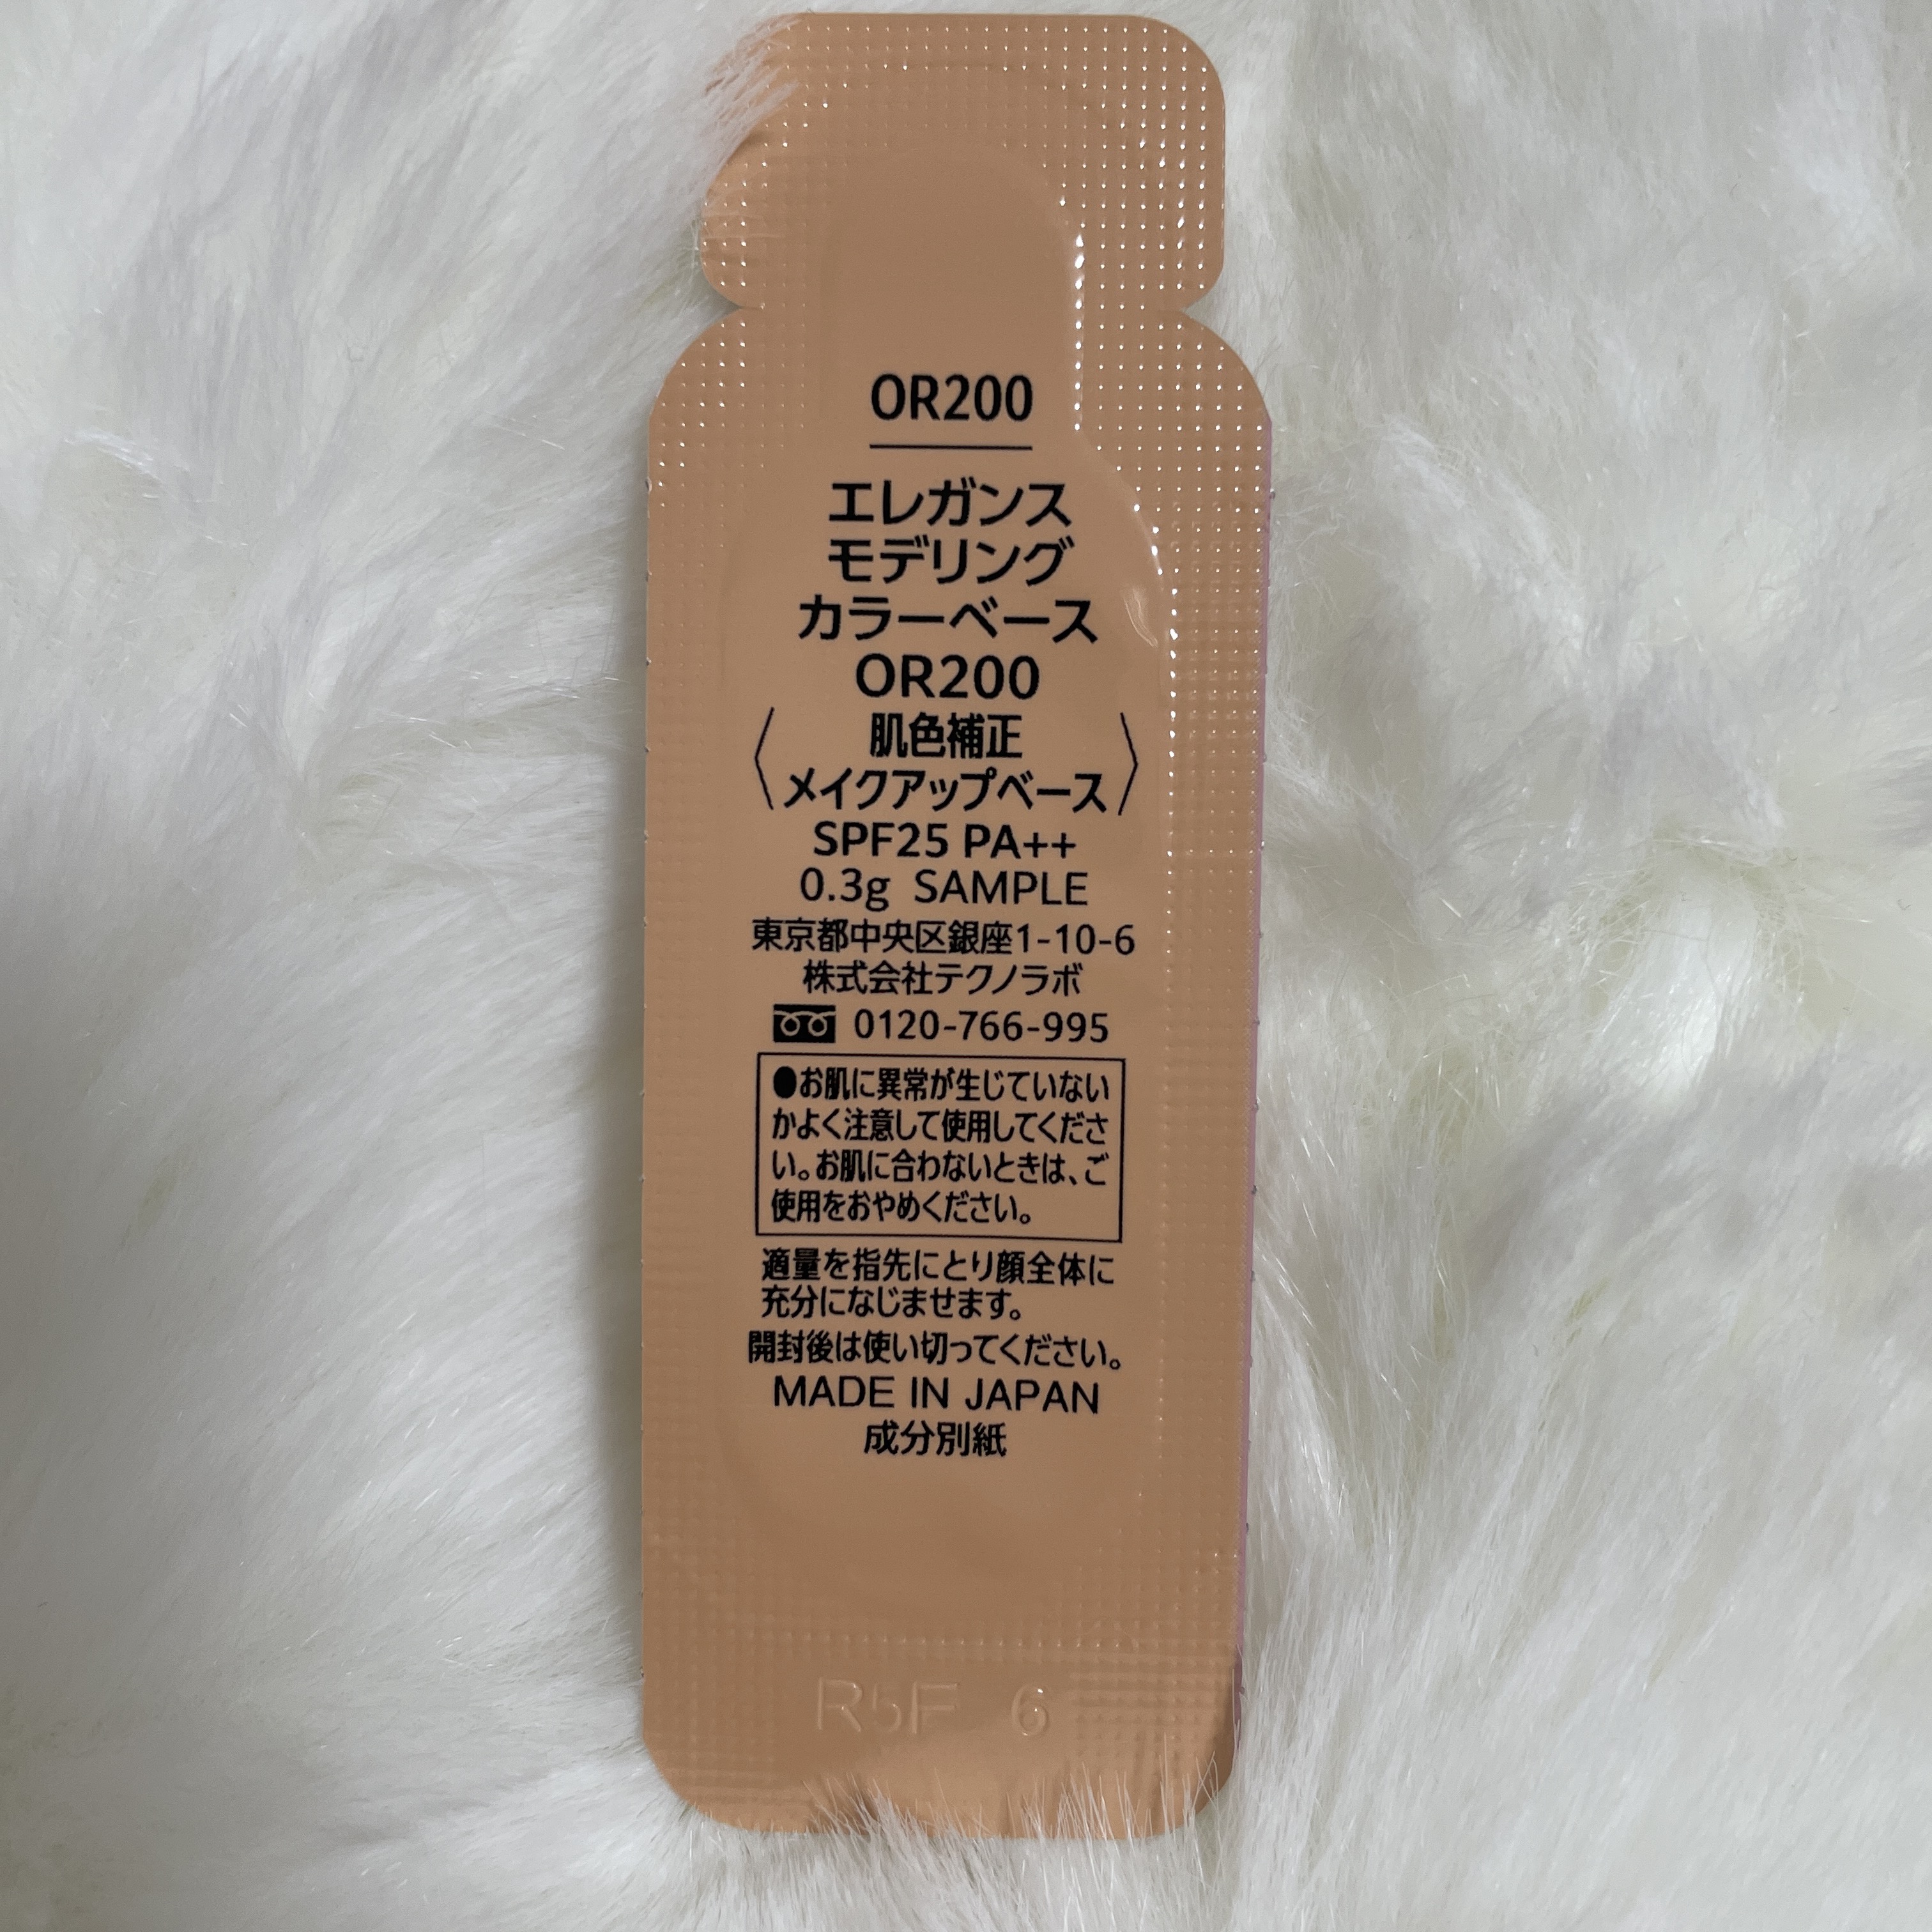 OR200
エレガンス
モデリング
カラーベース
OR200
〈肌色補正
メイクアップベース〉
SPF25 PA++
0.3g SAMPLE
東京都中央区銀座1-10-6
株式会社テクノラボ
0120-766-995
●お肌に異常が生じていない
かよく注意して使用してくださ
い。お肌に合わないときは、ご
使用をおやめください。
適量を指先にとり顔全体に
充分になじませます。
開封後は使い切ってください。
MADE IN JAPAN
成分別紙
R5F 6